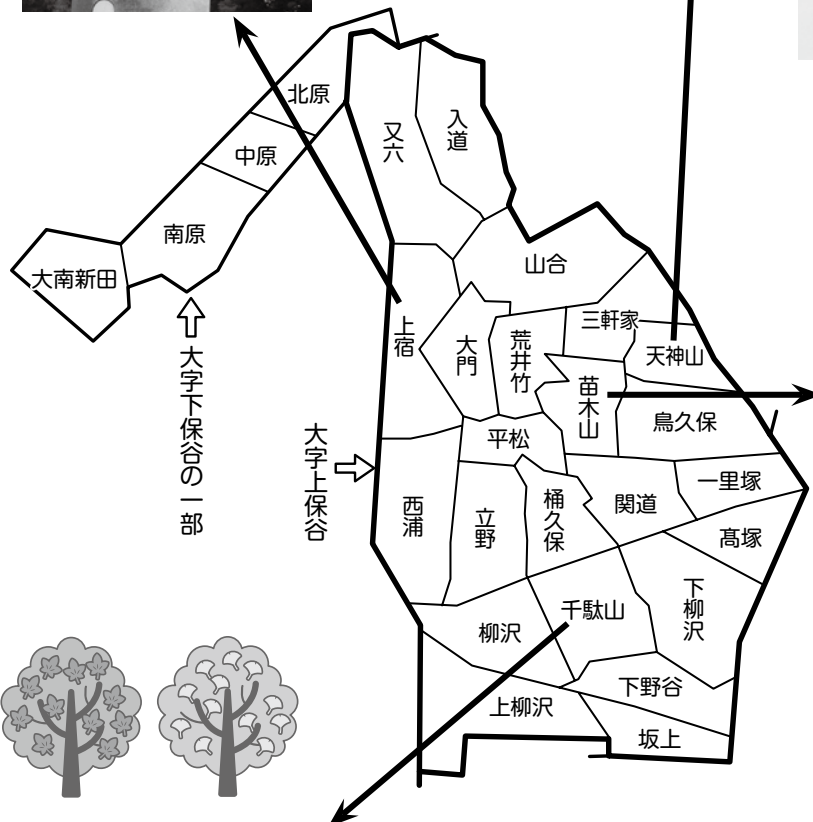 北原
中原
南原
大南新田
大字下保谷の一部
又六
入道
山合
上宿
大門
荒井竹
三軒家
天神山
苗木山
鳥久保
平松
大字上保谷
西浦
立野
桶久保
関道
一里塚
髙塚
柳沢
千駄山
下柳沢
下野谷
上柳沢
坂上